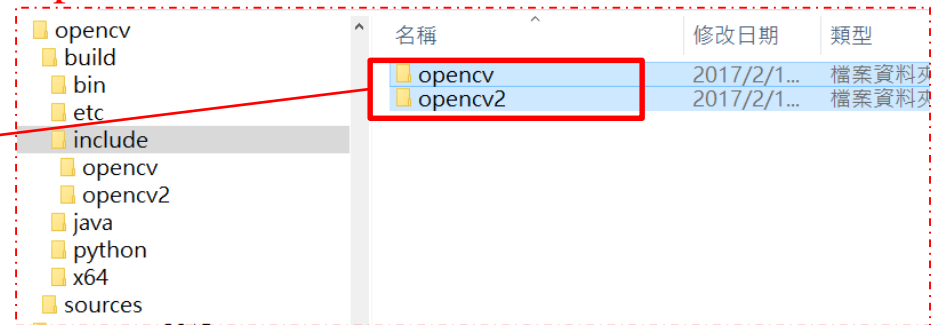 opencv
build
bin
etc
include
opencv
opencv2
java
python
x64
sources
名稱 修改日期 類型
opencv 2017/2/1... 檔案資料夾
opencv2 2017/2/1... 檔案資料夾